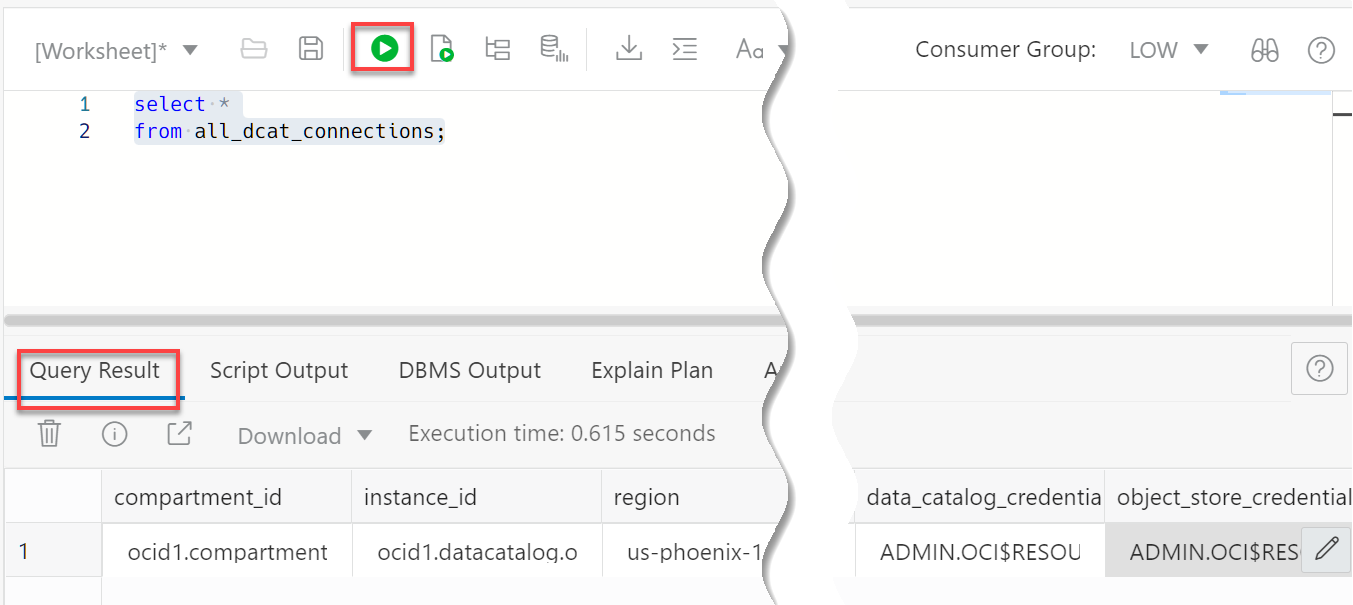 [Worksheet]* Aa Consumer Group: LOW
1 select *
2 from all_dcat_connections;
Query Result Script Output DBMS Output Explain Plan A
Download Execution time: 0.615 seconds
compartment_id instance_id region data_catalog_credentia object_store_credential
1 ocid1.compartment ocid1.datacatalog.o us-phoenix-1 ADMIN.OCI$RESOU ADMIN.OCI$RES